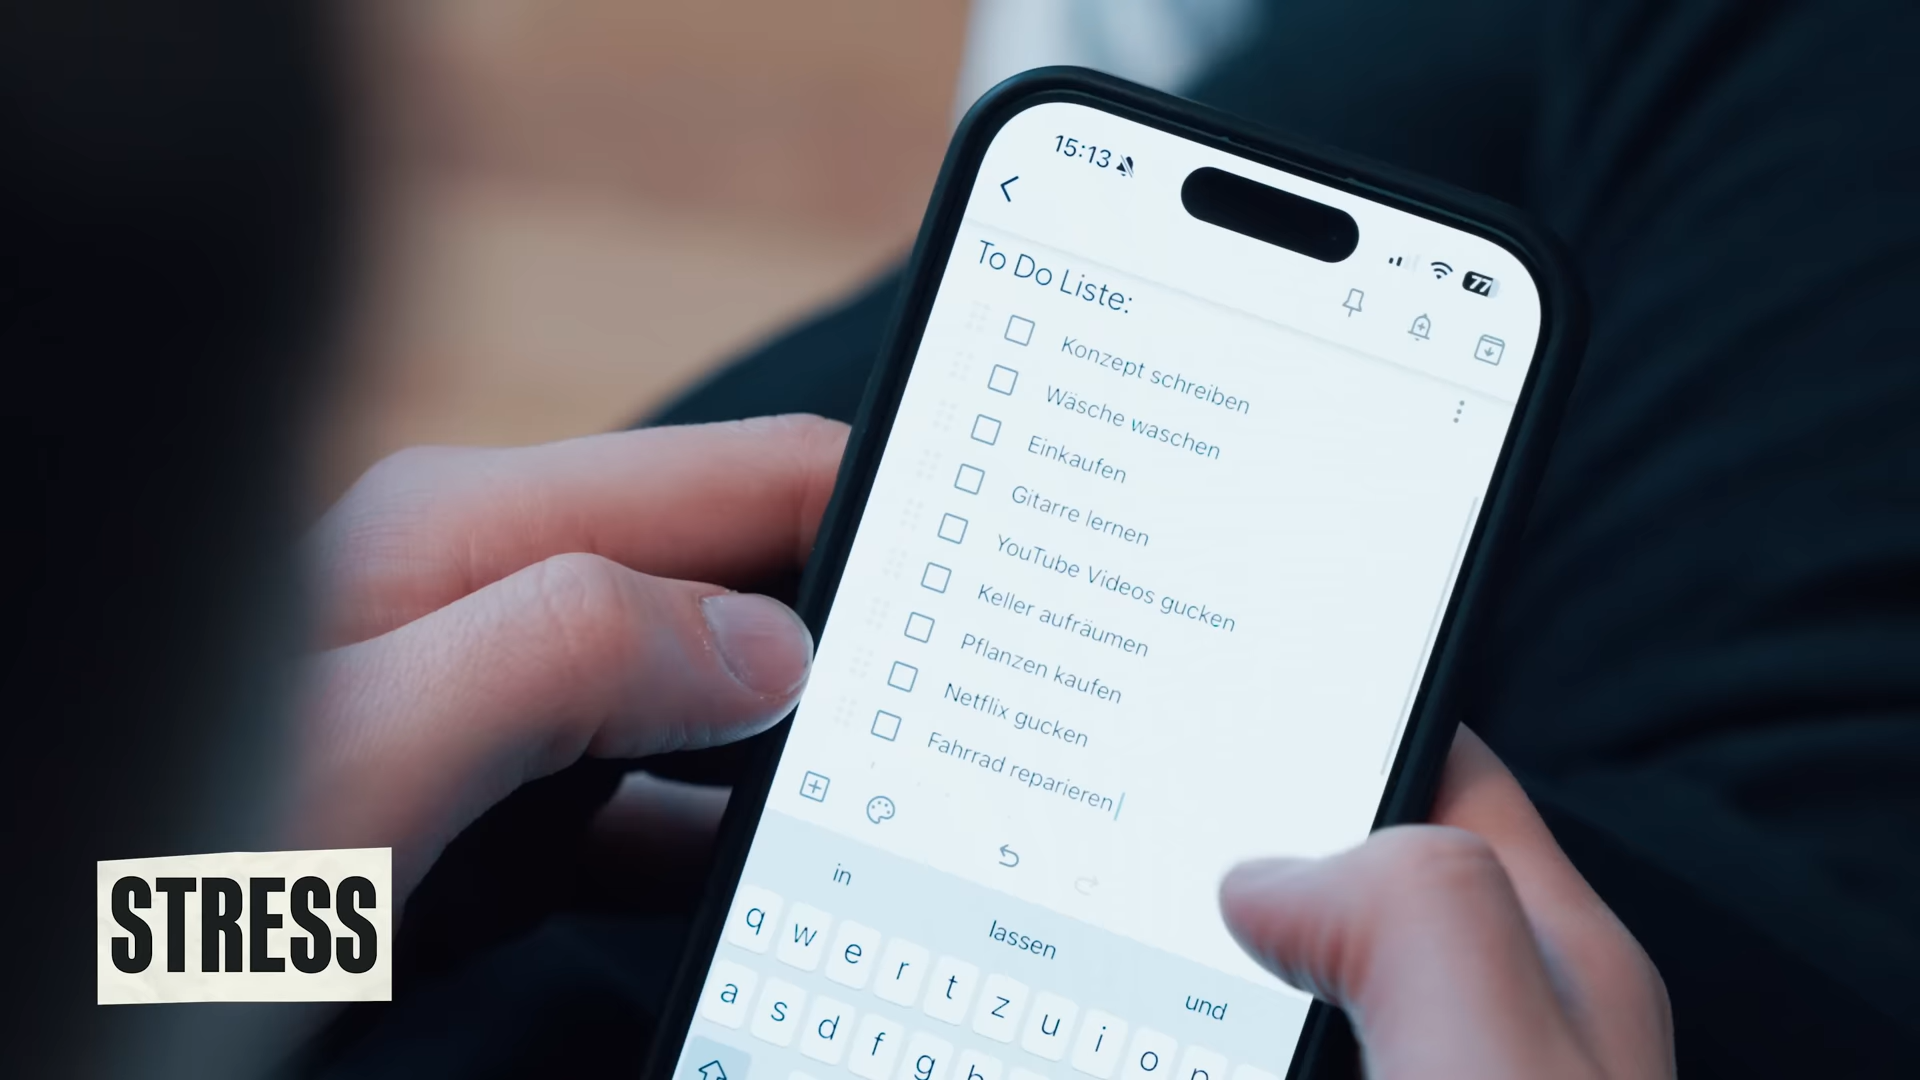 15:13
77
To Do Liste:
Konzept schreiben
Wäsche waschen
Einkaufen
Gitarre lernen
YouTube Videos gucken
Keller aufräumen
Pflanzen kaufen
Netflix gucken
Fahrrad reparieren
in lassen und
q w e r t z u i o p
a s d f g h
STRESS